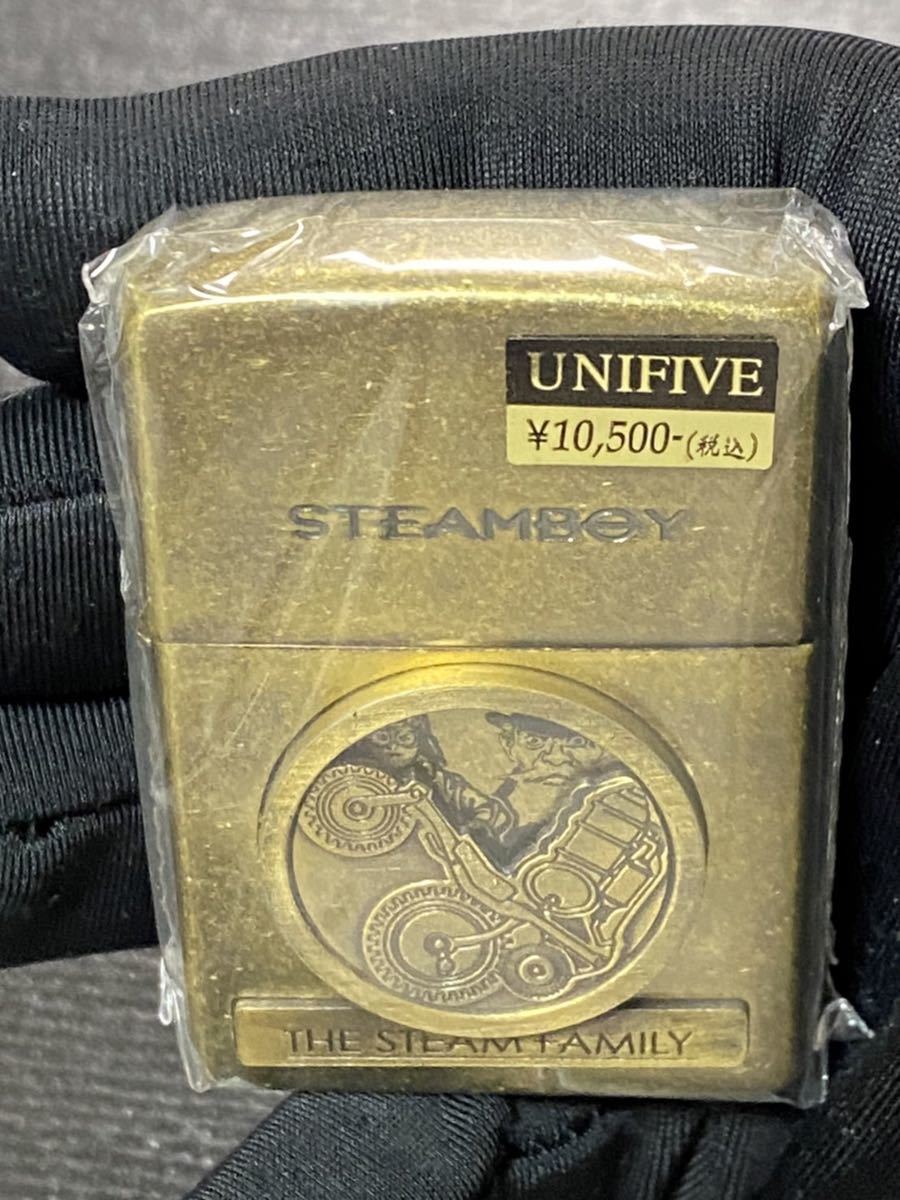 UNIFIVE
¥10,500-(税込)
STEAMBOY
THE STEAM FAMILY